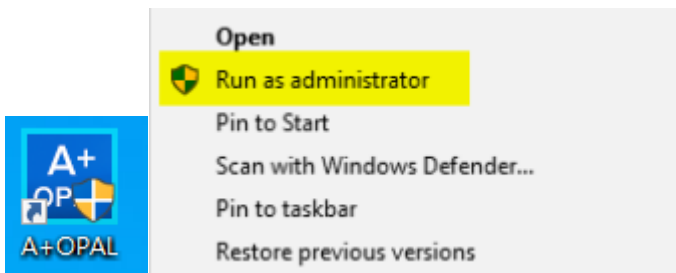 A+
OP
A+OPAL
Open
Run as administrator
Pin to Start
Scan with Windows Defender...
Pin to taskbar
Restore previous versions